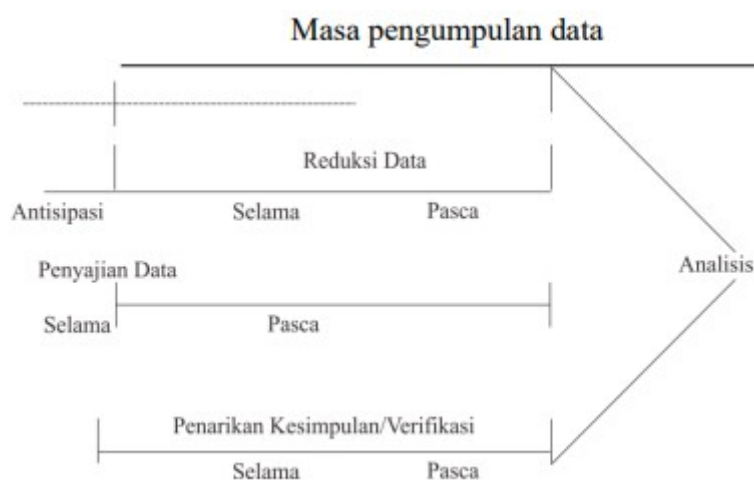 Masa pengumpulan data
Reduksi Data
Antisipasi Selama Pasca
Penyajian Data
Analisis
Selama Pasca
Penarikan Kesimpulan/Verifikasi
Selama Pasca